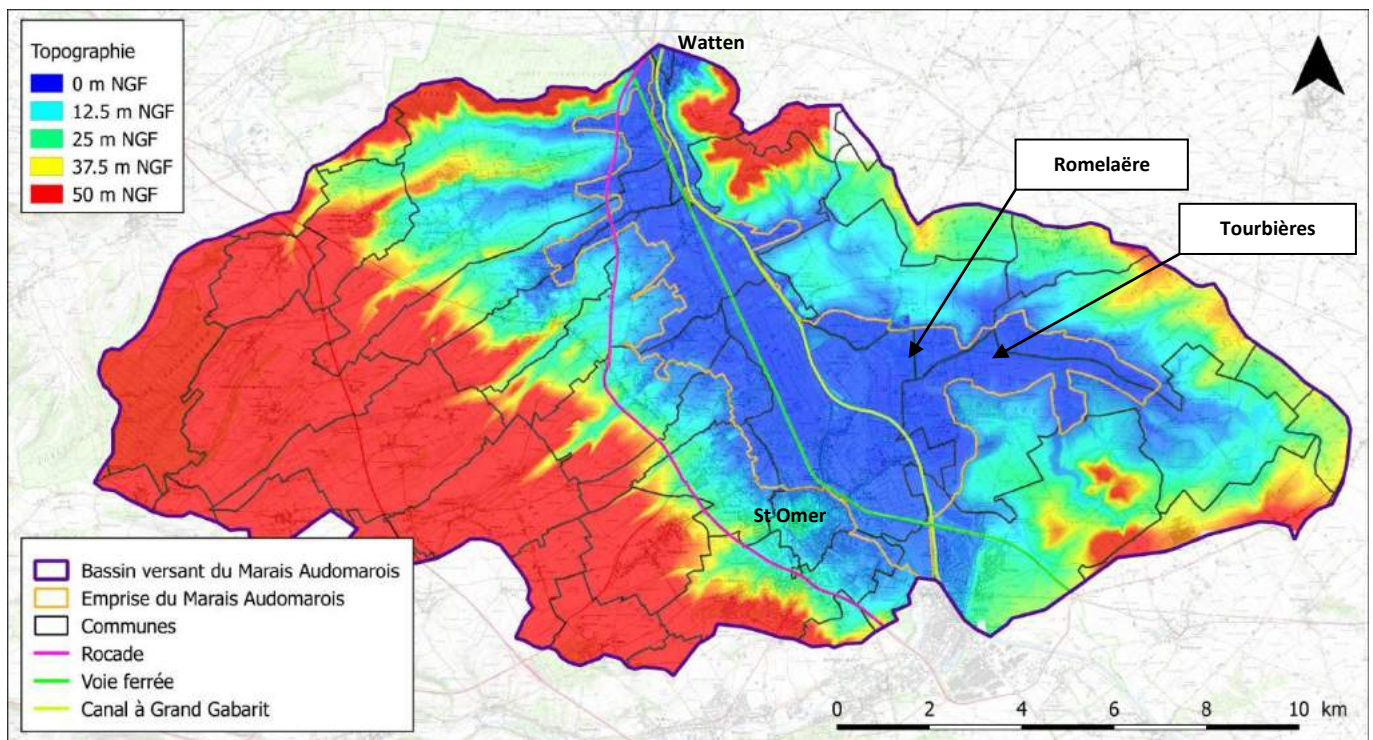 Topographie
0 m NGF
12.5 m NGF
25 m NGF
37.5 m NGF
50 m NGF
Watten
Romelaëre
Tourbières
St Omer
Bassin versant du Marais Audomarois
Emprise du Marais Audomarois
Communes
Rocade
Voie ferrée
Canal à Grand Gabarit
0 2 4 6 8 10 km